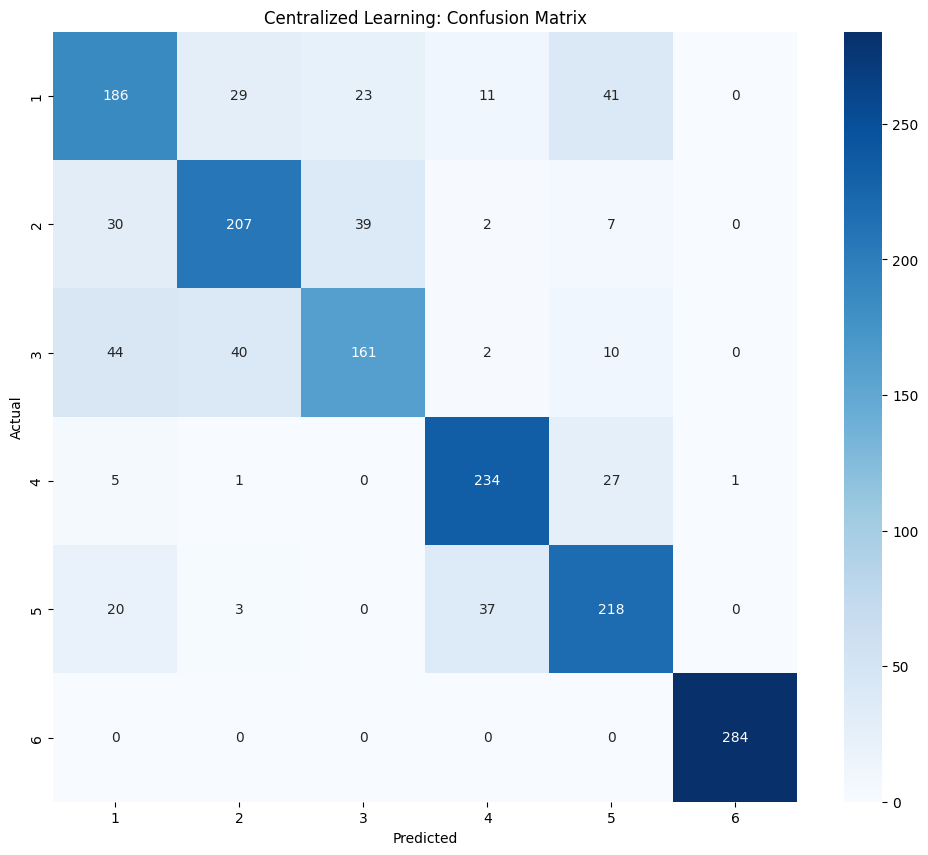 Centralized Learning: Confusion Matrix
1 186 29 23 11 41 0
2 30 207 39 2 7 0
3 44 40 161 2 10 0
4 5 1 0 234 27 1
5 20 3 0 37 218 0
6 0 0 0 0 0 284
1 2 3 4 5 6
Predicted
Actual
250
200
150
100
50
0